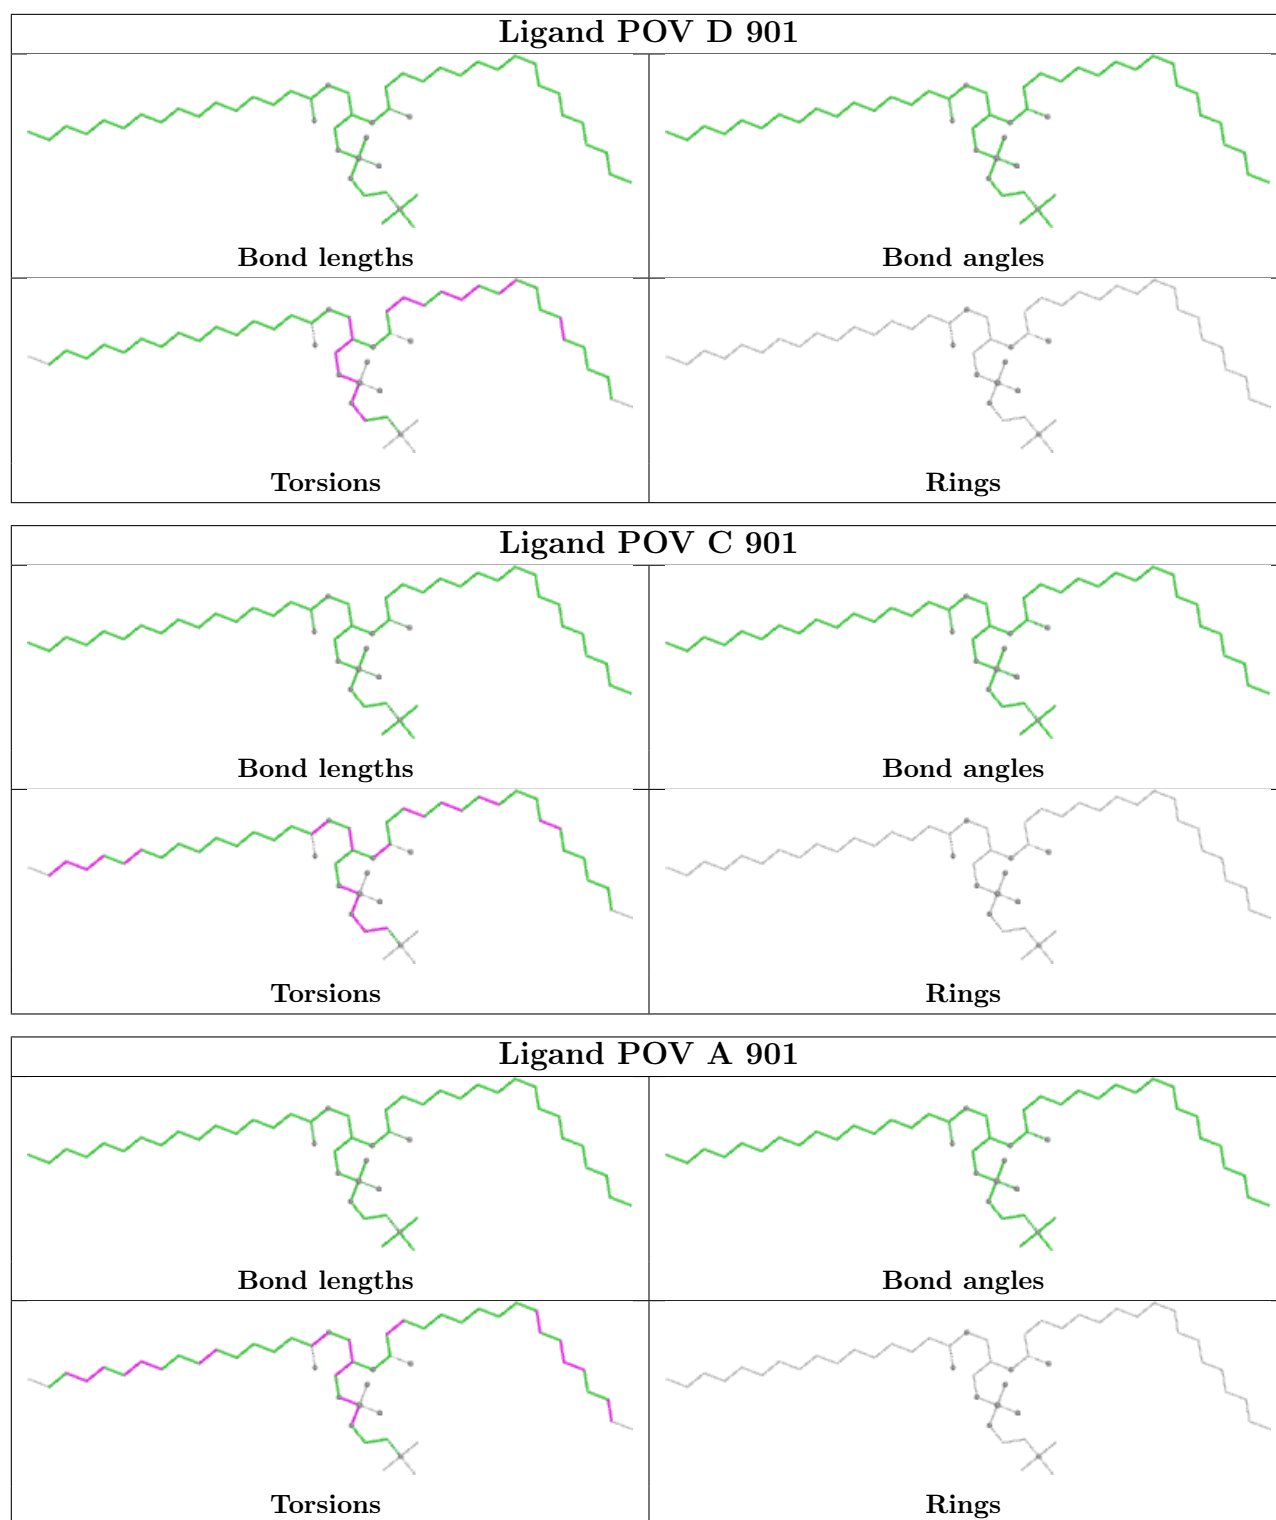 Ligand POV D 901
Bond lengths
Bond angles
Torsions
Rings
Ligand POV C 901
Bond lengths
Bond angles
Torsions
Rings
Ligand POV A 901
Bond lengths
Bond angles
Torsions
Rings